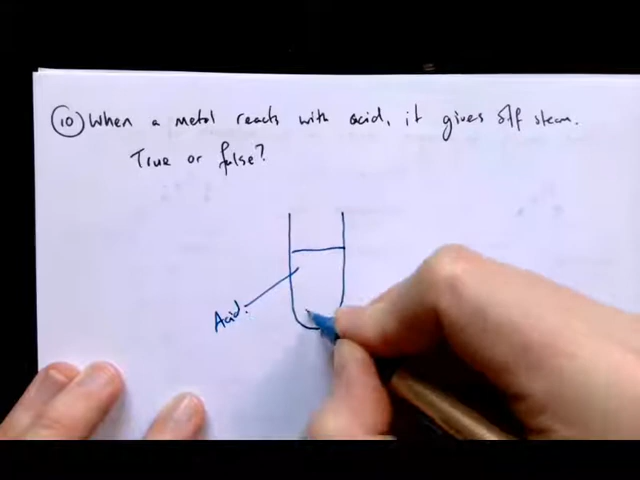 10 When a metal reacts with acid, it gives off steam.
True or false?
Acid.